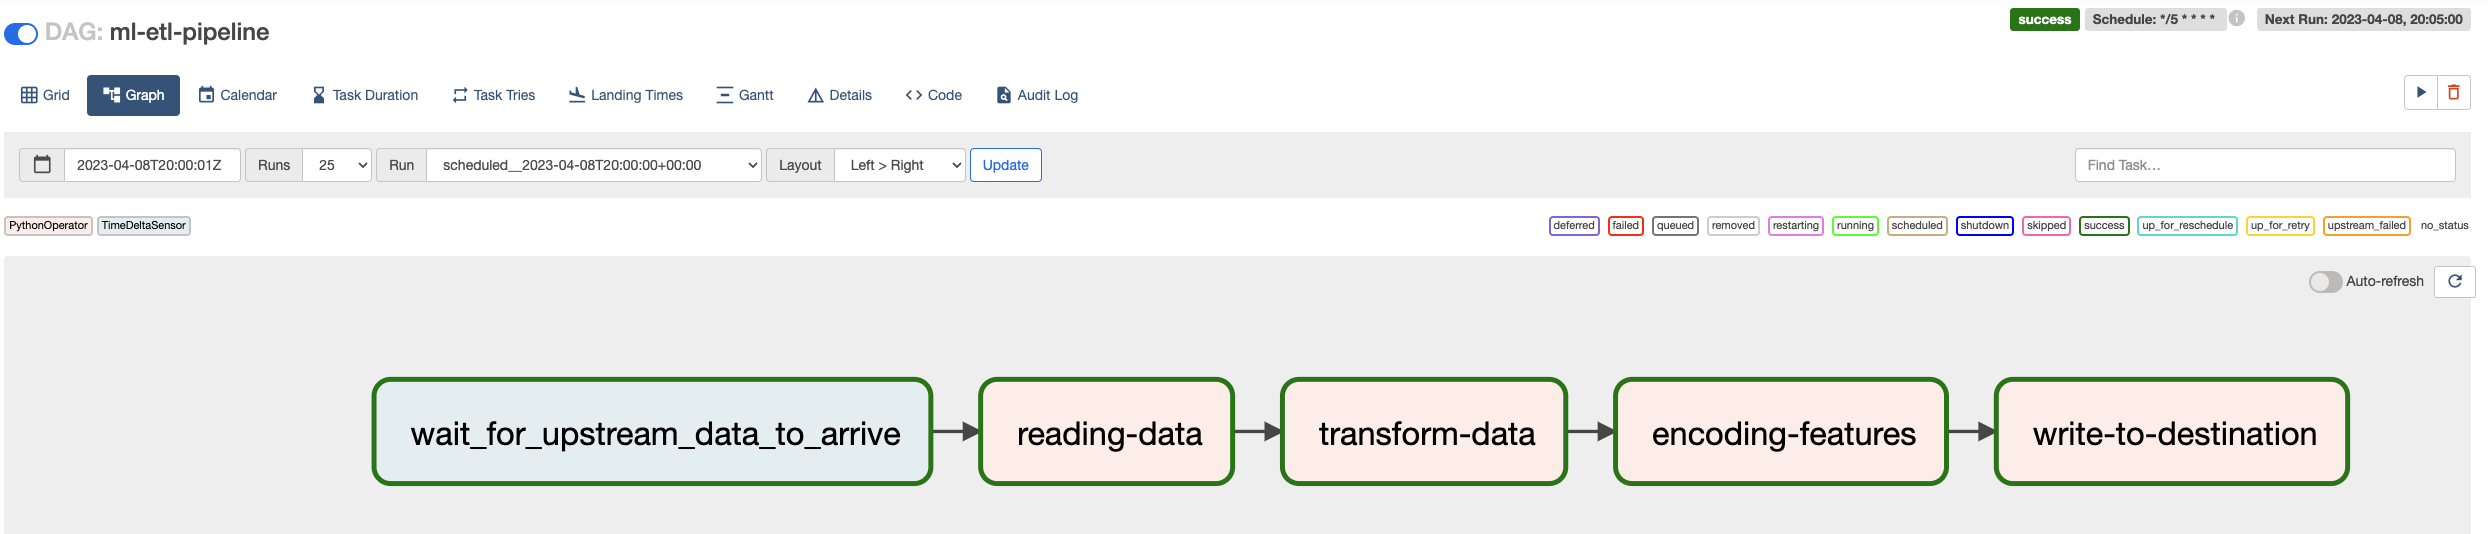 DAG: ml-etl-pipeline
success Schedule: */5 * * * * Next Run: 2023-04-08, 20:05:00
Grid Graph Calendar Task Duration Task Tries Landing Times Gantt Details Code Audit Log
2023-04-08T20:00:01Z Runs 25 Run scheduled__2023-04-08T20:00:00+00:00 Layout Left > Right Update Find Task...
PythonOperator TimeDeltaSensor deferred failed queued removed restarting running scheduled shutdown skipped success up_for_reschedule up_for_retry upstream_failed no_status
Auto-refresh
wait_for_upstream_data_to_arrive reading-data transform-data encoding-features write-to-destination